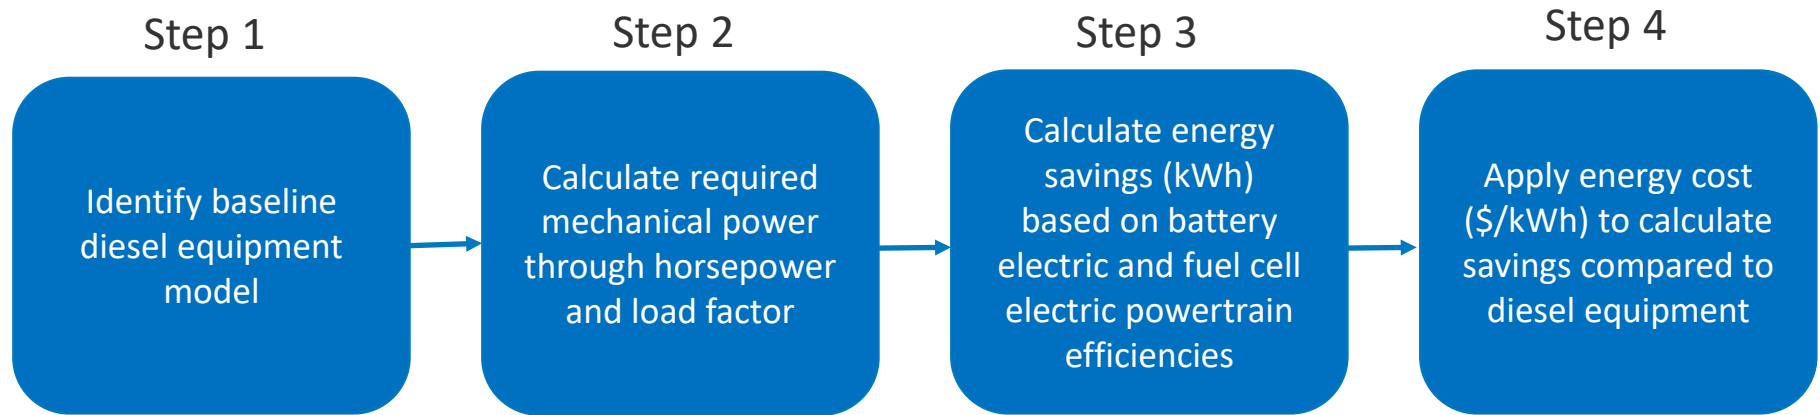 Step 1
Identify baseline
diesel equipment
model
Step 2
Calculate required
mechanical power
through horsepower
and load factor
Step 3
Calculate energy
savings (kWh)
based on battery
electric and fuel cell
electric powertrain
efficiencies
Step 4
Apply energy cost
($/kWh) to calculate
savings compared to
diesel equipment